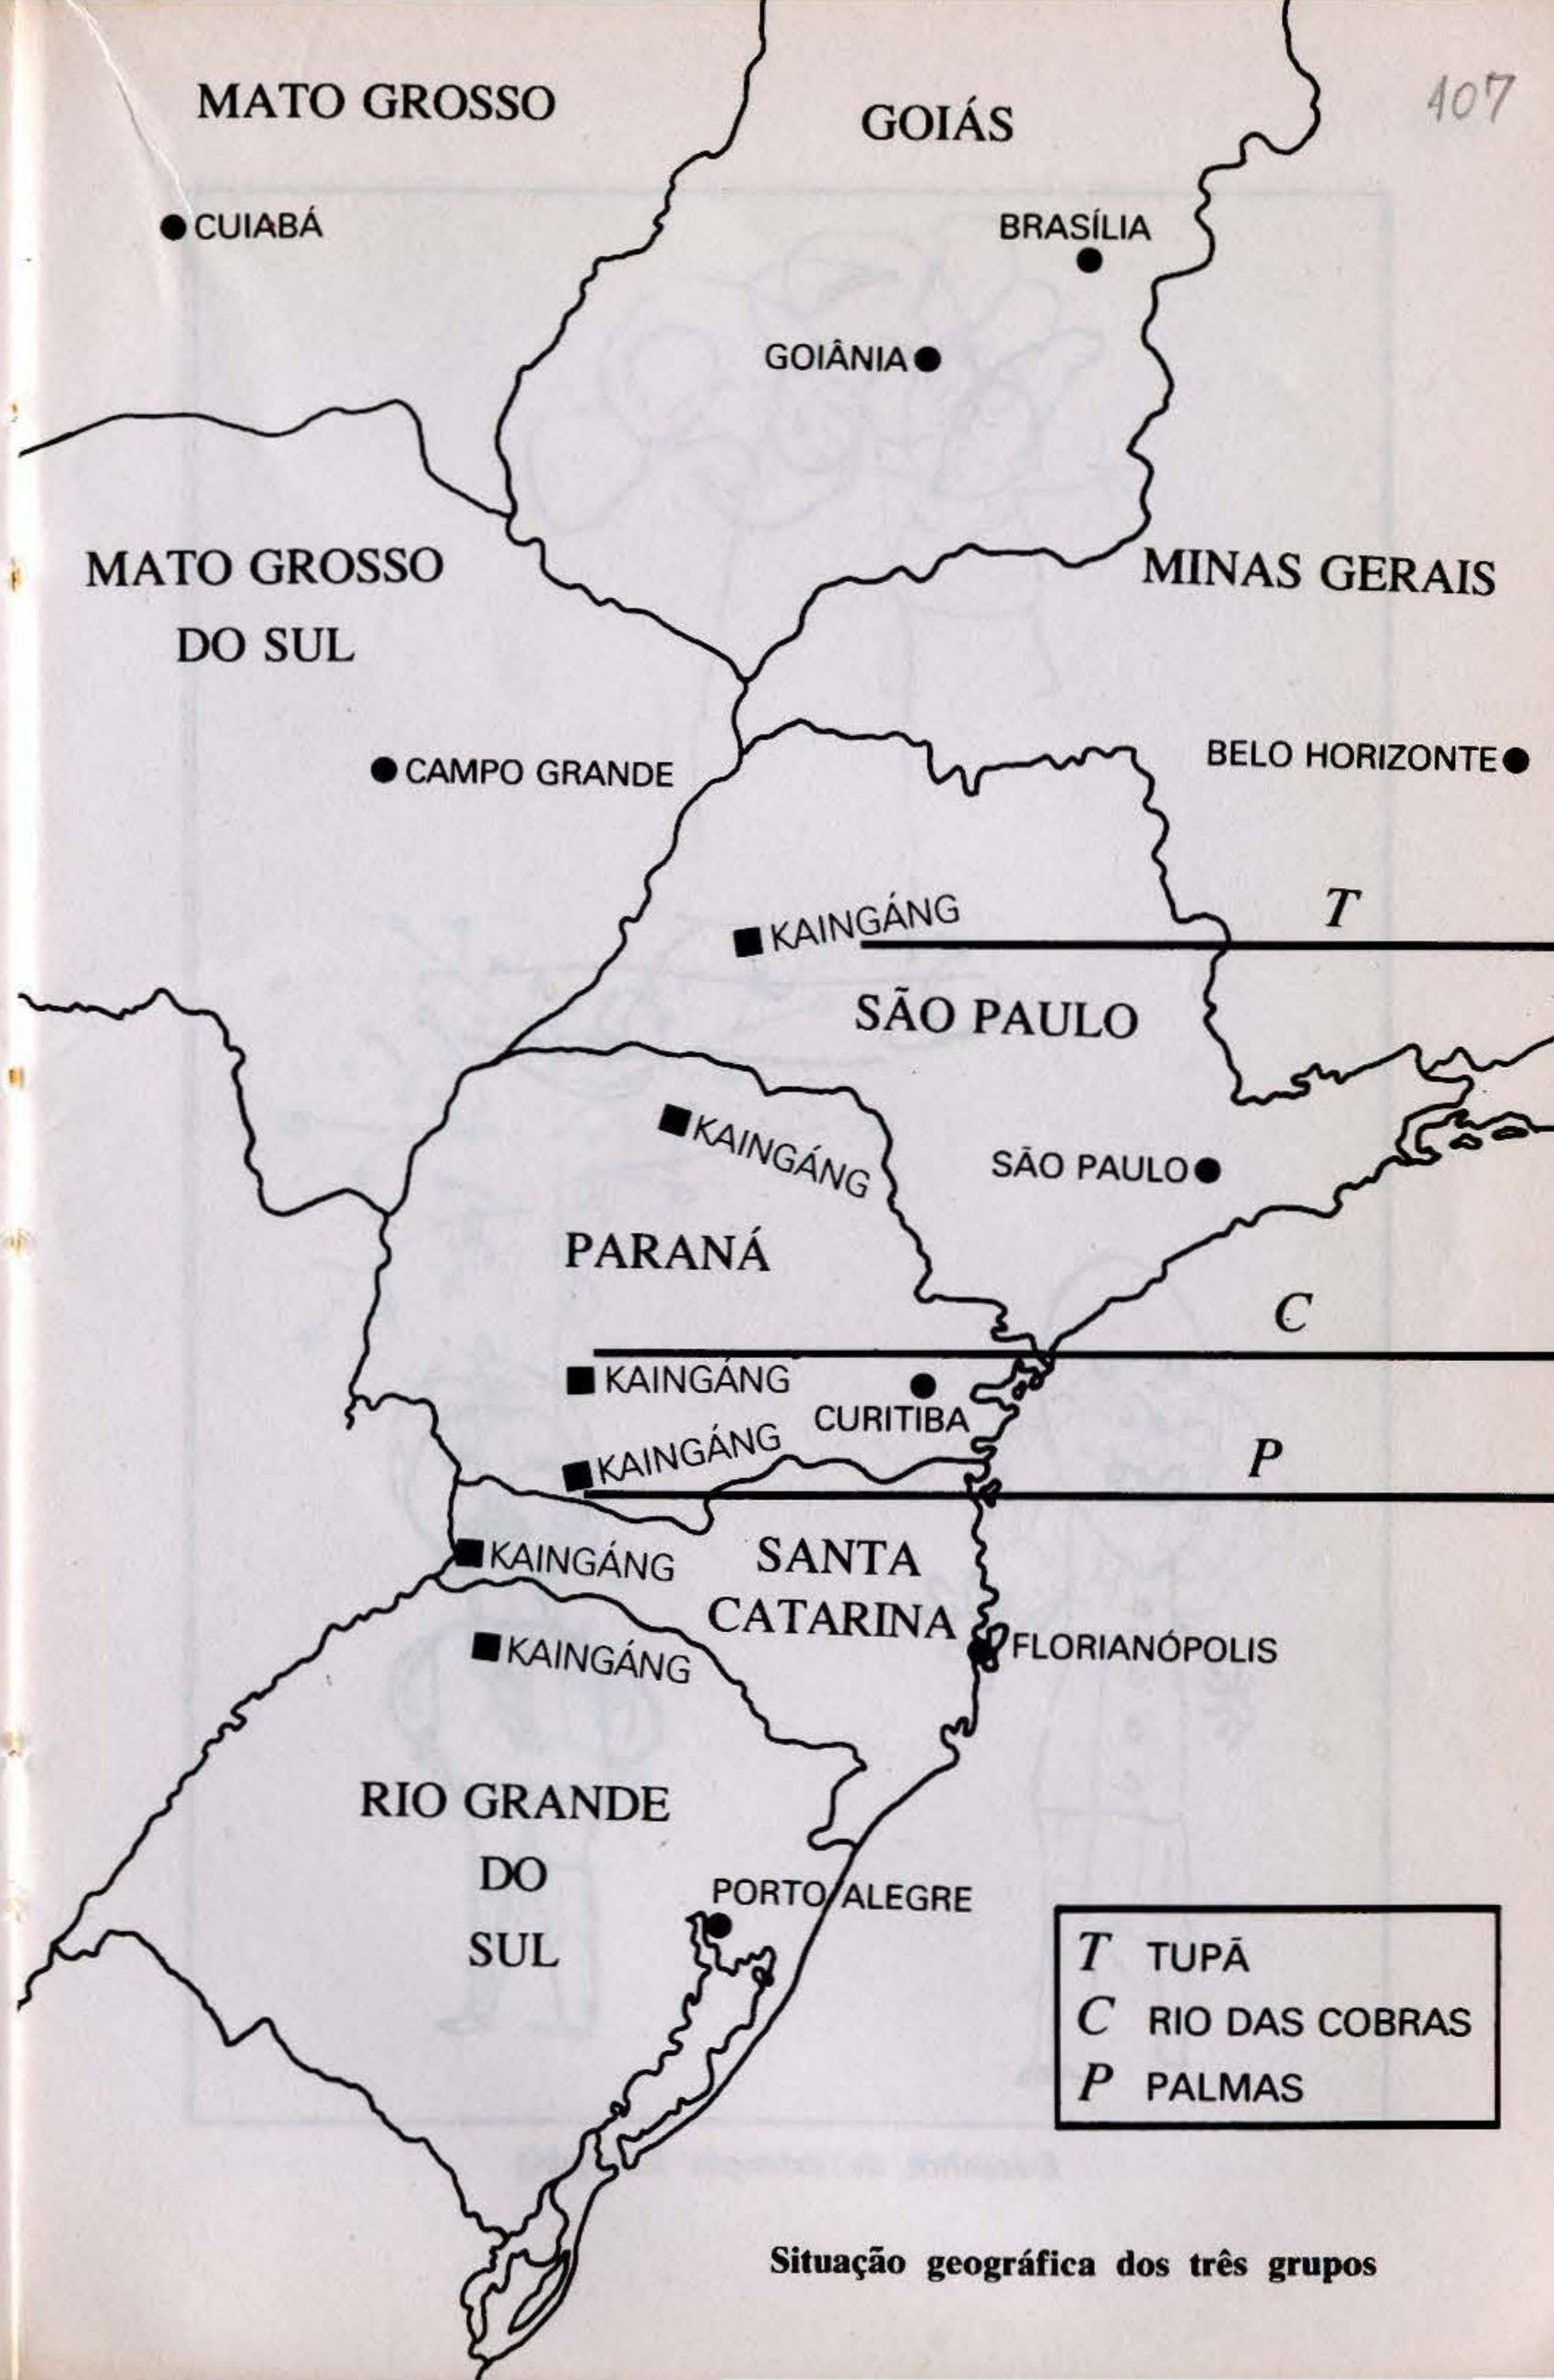 107
MATO GROSSO
GOIÁS
CUIABÁ
BRASÍLIA
GOIÂNIA
MATO GROSSO
DO SUL
MINAS GERAIS
CAMPO GRANDE
BELO HORIZONTE
KAINGÁNG
T
SÃO PAULO
KAINGÁNG
SÃO PAULO
PARANÁ
C
KAINGÁNG
CURITIBA
KAINGÁNG
P
KAINGÁNG
SANTA
CATARINA
KAINGÁNG
FLORIANÓPOLIS
RIO GRANDE
DO
SUL
PORTO ALEGRE
T TUPÃ
C RIO DAS COBRAS
P PALMAS
Situação geográfica dos três grupos